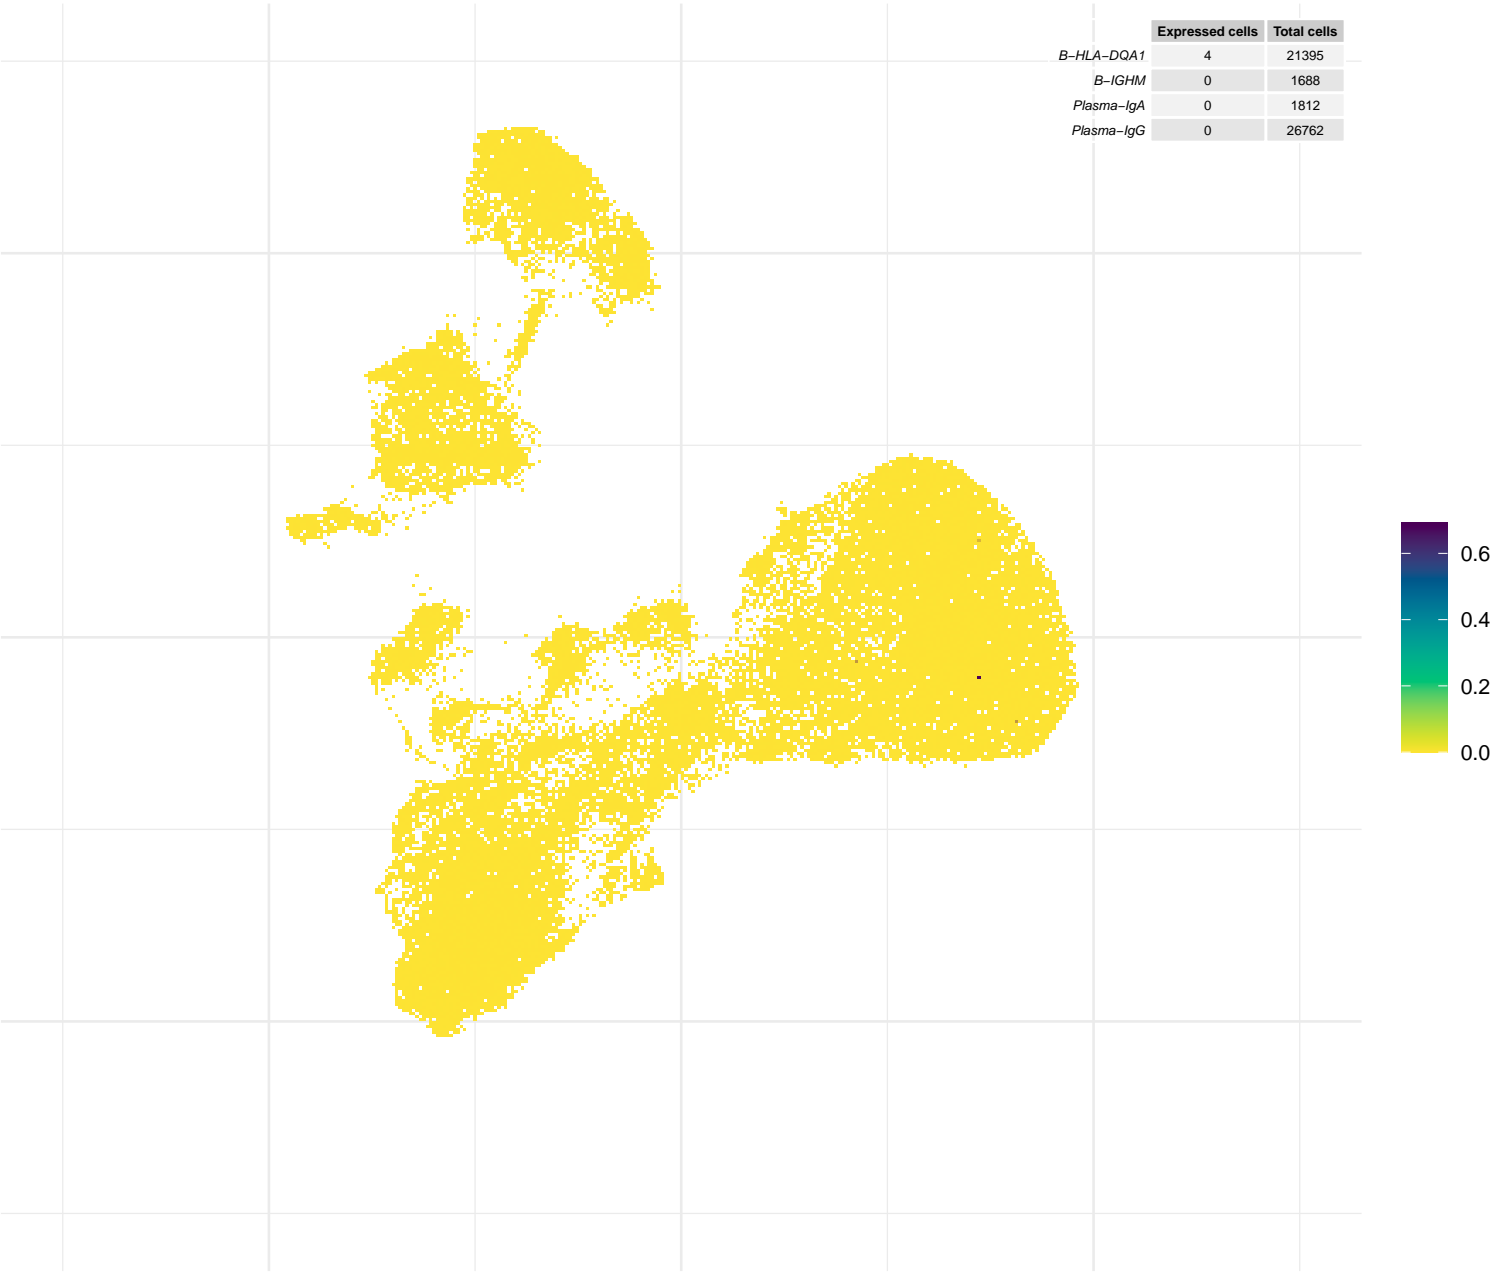 Expressed cells Total cells
B−HLA−DQA1 4 21395
B−IGHM 0 1688
Plasma−IgA 0 1812
Plasma−IgG 0 26762
0.6
0.4
0.2
0.0